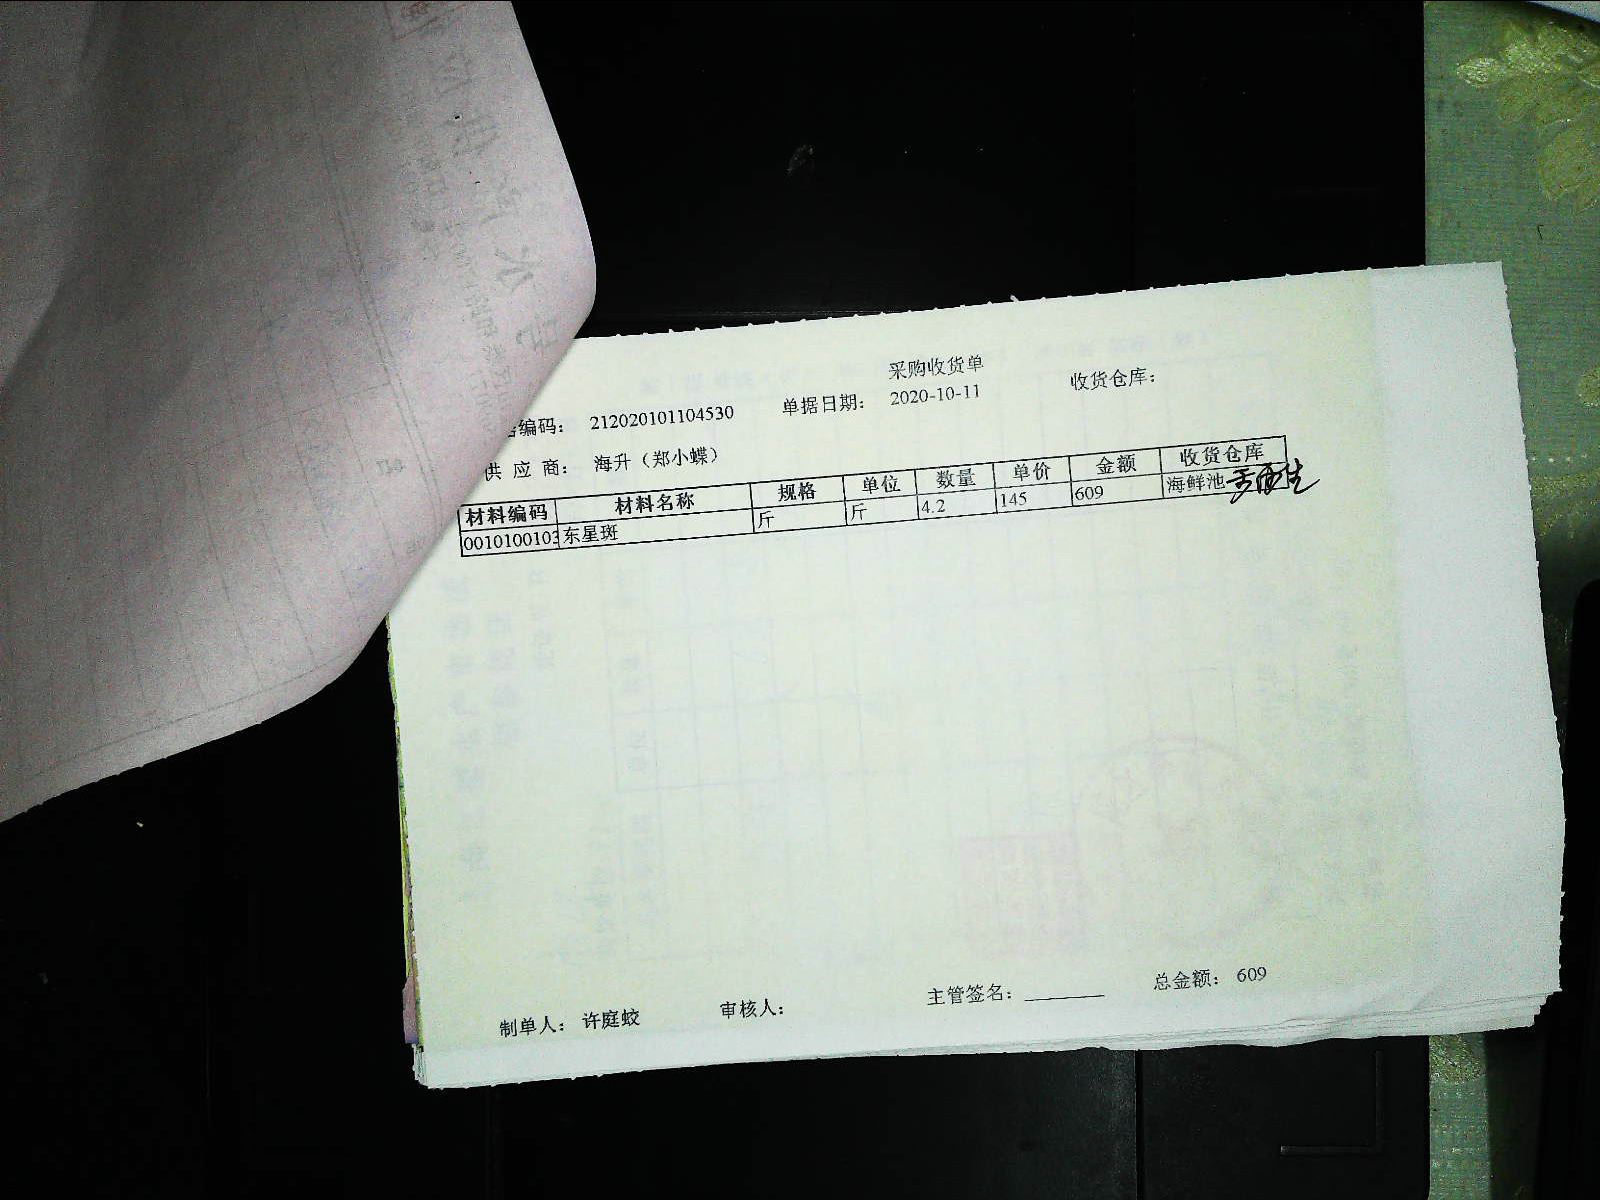 采购收货单
编码： 212020101104530 单据日期： 2020-10-11 收货仓库：
供 应 商： 海升（郑小蝶）
材料编码 材料名称 规格 单位 数量 单价 金额 收货仓库
0010100103 东星斑 斤 斤 4.2 145 609 海鲜池
制单人： 许庭蛟 审核人： 主管签名： 总金额： 609